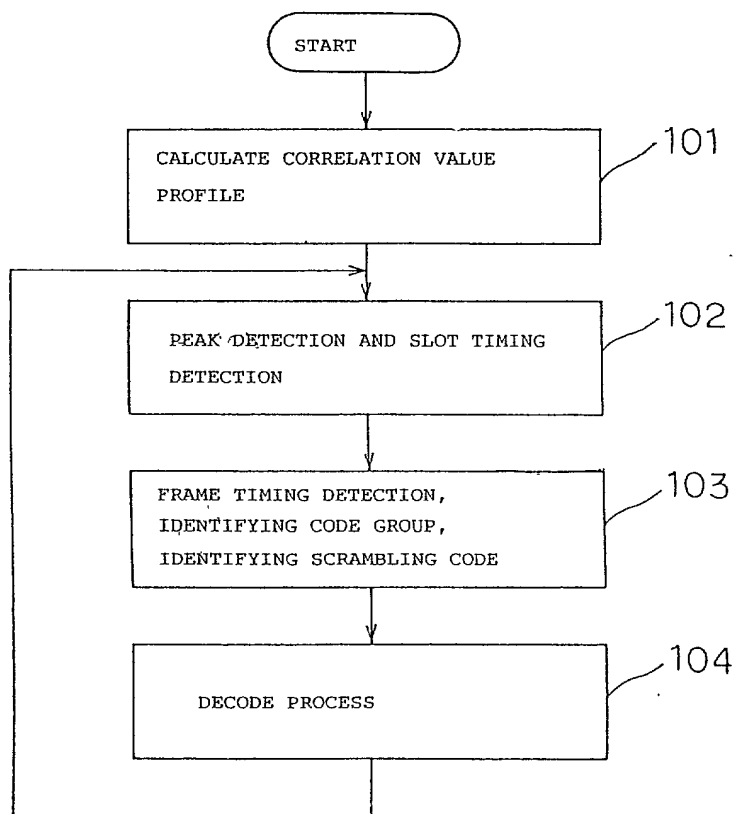 START
CALCULATE CORRELATION VALUE
PROFILE
101
PEAK DETECTION AND SLOT TIMING
DETECTION
102
FRAME TIMING DETECTION,
IDENTIFYING CODE GROUP,
IDENTIFYING SCRAMBLING CODE
103
DECODE PROCESS
104